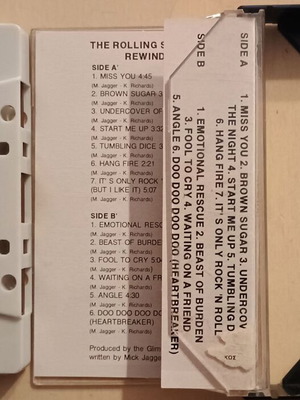 THE ROLLING S
REWIND
SIDE A'
1. MISS YOU 4:45
(M. Jagger - K. Richards)
2. BROWN SUGAR 3
(M. Jagger - K. Richards)
3. UNDERCOVER OF
(M. Jagger - K. Richards)
4. START ME UP 3:3
(M. Jagger - K. Richards)
5. TUMBLING DICE 3
(M. Jagger - K. Richards)
6. HANG FIRE 2:21
(M. Jagger - K. Richards)
7. IT'S ONLY ROCK '
(BUT I LIKE IT) 5:07
(M. Jagger - K. Richards)
SIDE B'
1. EMOTIONAL RESC
(M. Jagger - K. Richards)
2. BEAST OF BURDEN
(M. Jagger - K. Richards)
3. FOOL TO CRY 5:04
(M. Jagger - K. Richards)
4. WAITING ON A FR
(M. Jagger - K. Richards)
5. ANGLE 4:30
(M. Jagger - K. Richards)
6. DOO DOO DOO D
(HEARTBREAKER)
(M. Jagger - K. Richards)
Produced by the Glim
written by Mick Jagge
SIDE A
1. MISS YOU 2. BROWN SUGAR 3. UNDERCOV
THE NIGHT 4. START ME UP 5. TUMBLING D
6. HANG FIRE 7. IT'S ONLY ROCK 'N ROLL
SIDE B
1. EMOTIONAL RESCUE 2. BEAST OF BURDEN
3. FOOL TO CRY 4. WAITING ON A FRIEND
5. ANGLE 6. DOO DOO DOO DOO (HEARTBREAKER)